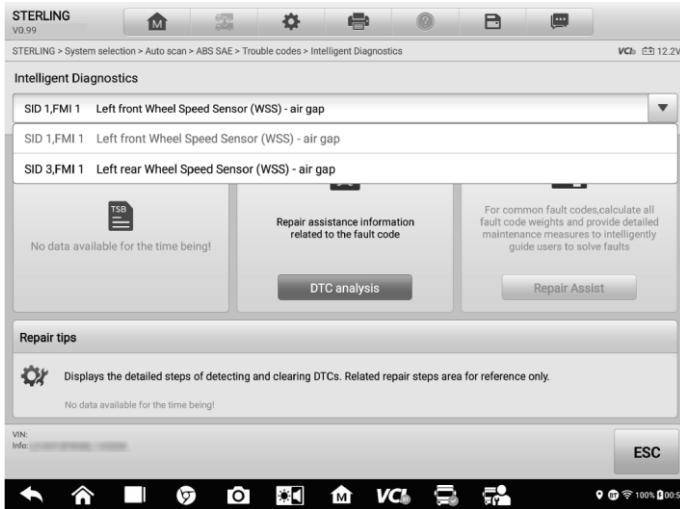 STERLING
V0.99
STERLING > System selection > Auto scan > ABS SAE > Trouble codes > Intelligent Diagnostics
VCI 12.2V
Intelligent Diagnostics
SID 1,FMI 1 Left front Wheel Speed Sensor (WSS) - air gap
SID 1,FMI 1 Left front Wheel Speed Sensor (WSS) - air gap
SID 3,FMI 1 Left rear Wheel Speed Sensor (WSS) - air gap
TSB
No data available for the time being!
Repair assistance information
related to the fault code
DTC analysis
For common fault codes,calculate all
fault code weights and provide detailed
maintenance measures to intelligently
guide users to solve faults
Repair Assist
Repair tips
Displays the detailed steps of detecting and clearing DTCs. Related repair steps area for reference only.
No data available for the time being!
VIN:
Info:
ESC
M VCI
BT 100%